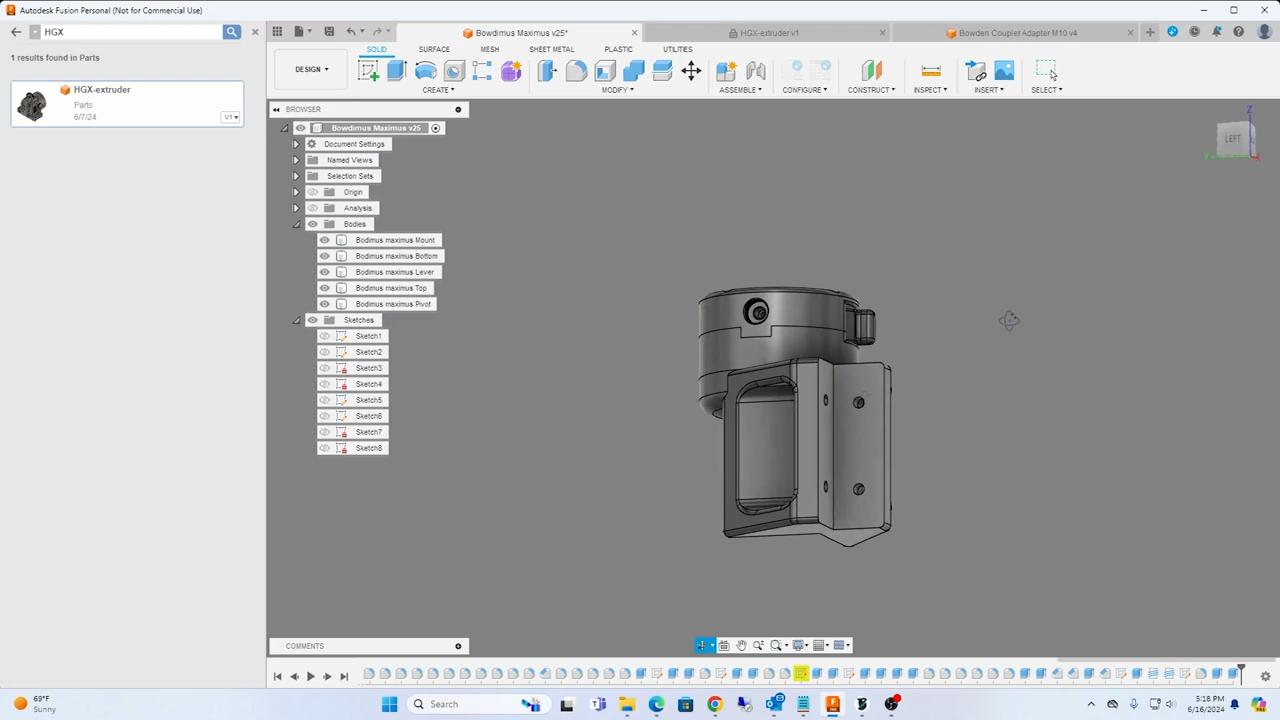 Autodesk Fusion Personal (Not for Commercial Use)
HGX
1 results found in Parts
HGX-extruder
Parts
6/7/24
V1
Bowdimus Maximus v25*
HGX-extruder v1
Bowden Coupler Adapter M10 v4
DESIGN
SOLID
SURFACE
MESH
SHEET METAL
PLASTIC
UTILITIES
CREATE
MODIFY
ASSEMBLE
CONFIGURE
CONSTRUCT
INSPECT
INSERT
SELECT
BROWSER
Bowdimus Maximus v25
Document Settings
Named Views
Selection Sets
Origin
Analysis
Bodies
Bodimus maximus Mount
Bodimus maximus Bottom
Bodimus maximus Lever
Bodimus maximus Top
Bodimus maximus Pivot
Sketches
Sketch1
Sketch2
Sketch3
Sketch4
Sketch5
Sketch6
Sketch7
Sketch8
Z
LEFT
Y
X
COMMENTS
69°F
Sunny
Search
5:18 PM
6/16/2024